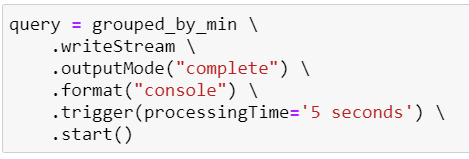 query = grouped_by_min \
    .writeStream \
    .outputMode("complete") \
    .format("console") \
    .trigger(processingTime='5 seconds') \
    .start()